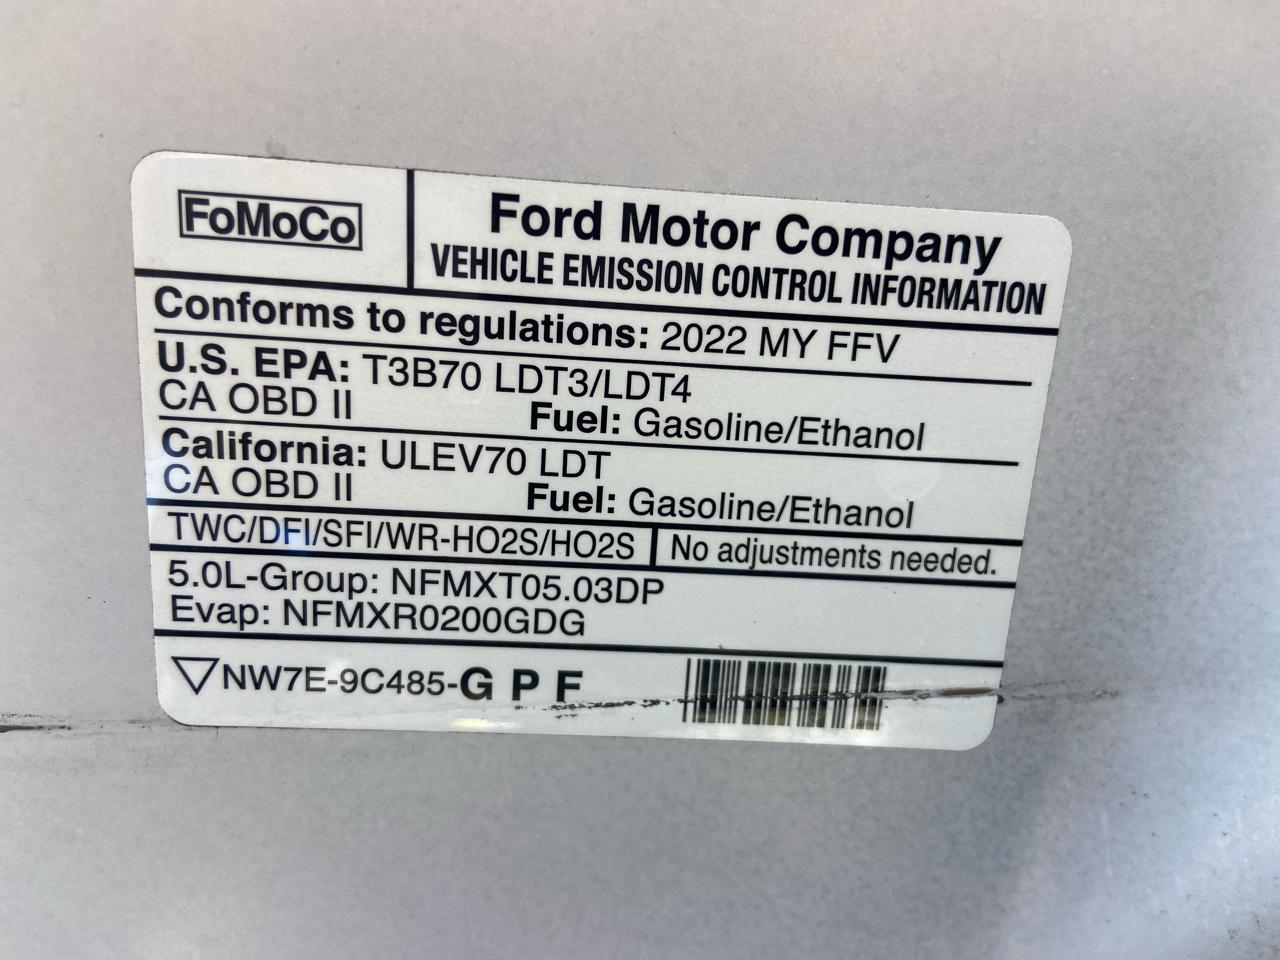 FoMoCo
Ford Motor Company
VEHICLE EMISSION CONTROL INFORMATION
Conforms to regulations: 2022 MY FFV
U.S. EPA: T3B70 LDT3/LDT4
CA OBD II Fuel: Gasoline/Ethanol
California: ULEV70 LDT
CA OBD II Fuel: Gasoline/Ethanol
TWC/DFI/SFI/WR-HO2S/HO2S No adjustments needed.
5.0L-Group: NFMXT05.03DP
Evap: NFMXR0200GDG
NW7E-9C485-G P F